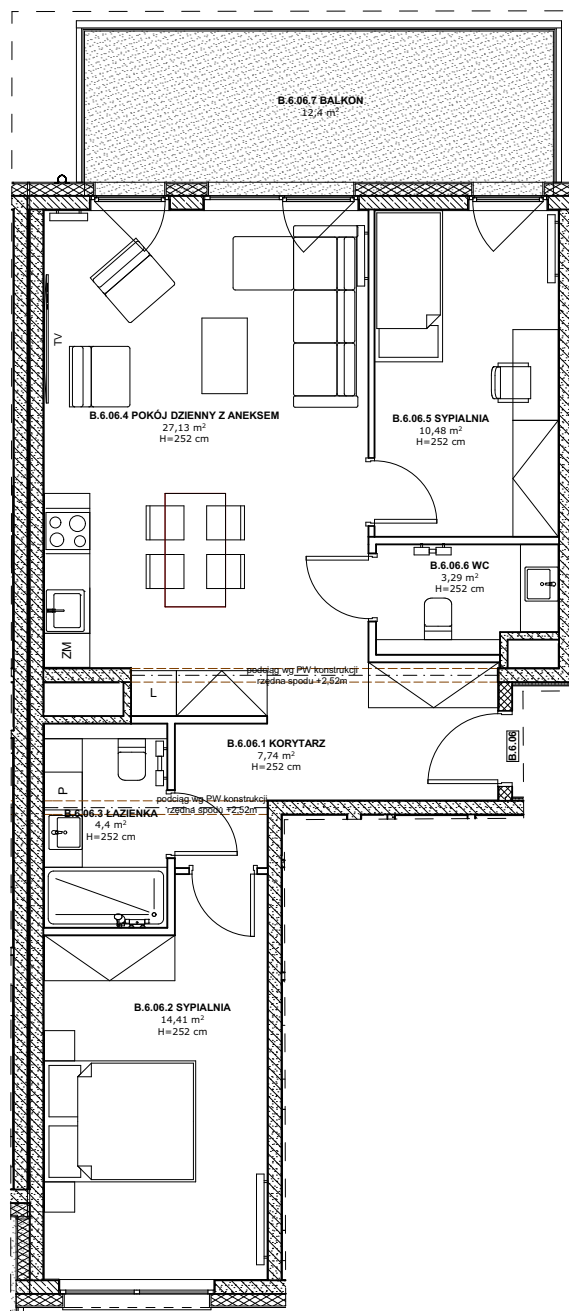 B.6.06.7 BALKON
12,4 m²
TV
B.6.06.4 POKÓJ DZIENNY Z ANEKSEM
27,13 m²
H=252 cm
B.6.06.5 SYPIALNIA
10,48 m²
H=252 cm
B.6.06.6 WC
3,29 m²
H=252 cm
ZM
podciąg wg PW konstrukcji
rzędna spodu +2,52m
L
B.6.06.1 KORYTARZ
7,74 m²
H=252 cm
B.6.06
P
podciąg wg PW konstrukcji
rzędna spodu +2,52m
B.6.06.3 ŁAZIENKA
4,4 m²
H=252 cm
B.6.06.2 SYPIALNIA
14,41 m²
H=252 cm